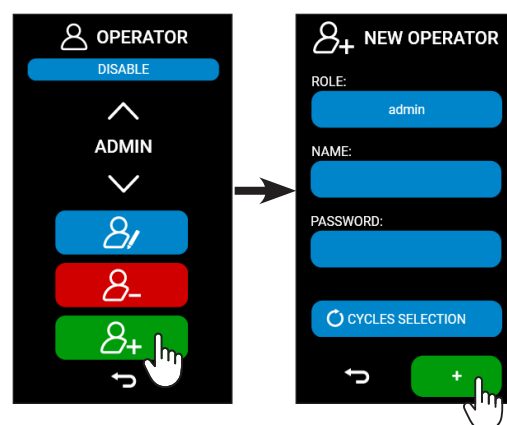 OPERATOR
DISABLE
ADMIN
NEW OPERATOR
ROLE:
admin
NAME:
PASSWORD:
CYCLES SELECTION
+